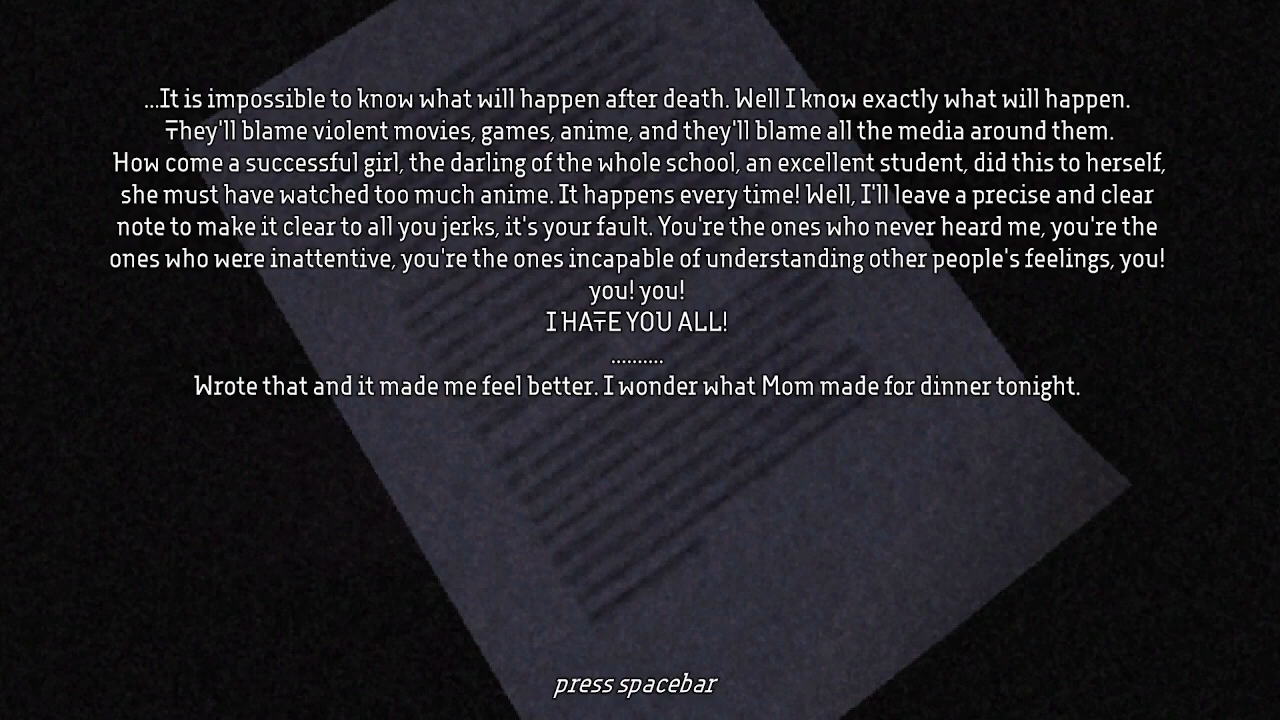 ...It is impossible to know what will happen after death. Well I know exactly what will happen.
They'll blame violent movies, games, anime, and they'll blame all the media around them.
How come a successful girl, the darling of the whole school, an excellent student, did this to herself,
she must have watched too much anime. It happens every time! Well, I'll leave a precise and clear
note to make it clear to all you jerks, it's your fault. You're the ones who never heard me, you're the
ones who were inattentive, you're the ones incapable of understanding other people's feelings, you!
you! you!
I HATE YOU ALL!
..........
Wrote that and it made me feel better. I wonder what Mom made for dinner tonight.
press spacebar